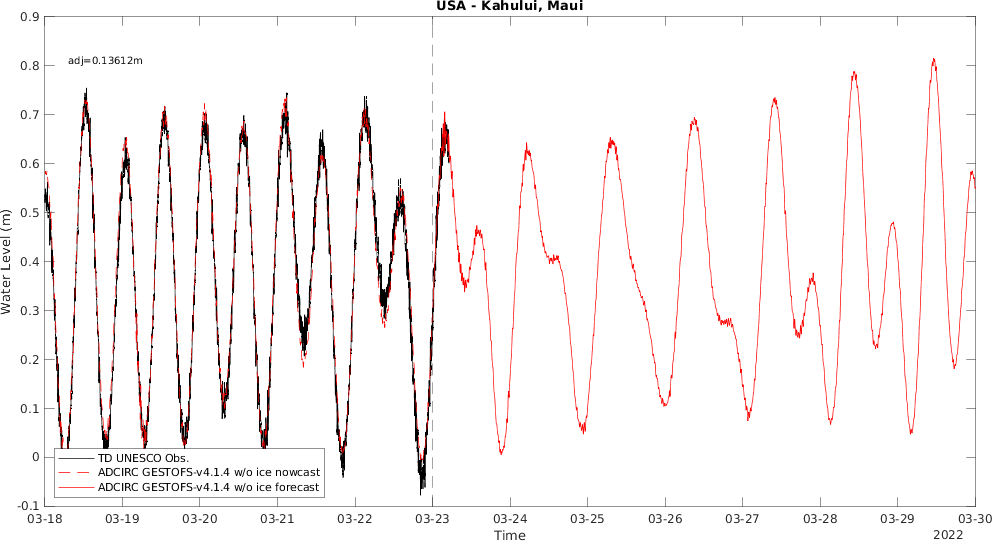 USA - Kahului, Maui
0.9
0.8
0.7
0.6
0.5
0.4
0.3
0.2
0.1
0
-0.1
Water Level (m)
adj=0.13612m
TD UNESCO Obs.
ADCIRC GESTOFS-v4.1.4 w/o ice nowcast
ADCIRC GESTOFS-v4.1.4 w/o ice forecast
03-18 03-19 03-20 03-21 03-22 03-23 03-24 03-25 03-26 03-27 03-28 03-29 03-30
Time
2022